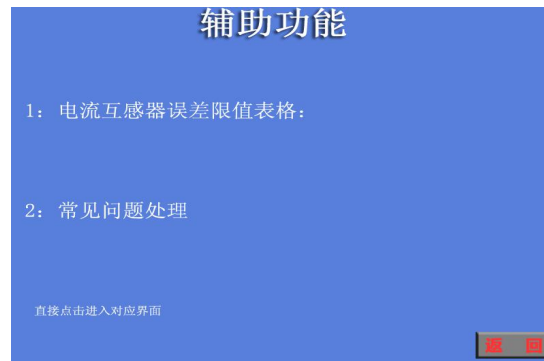 辅助功能
1：电流互感器误差限值表格：
2：常见问题处理
直接点击进入对应界面
返 回